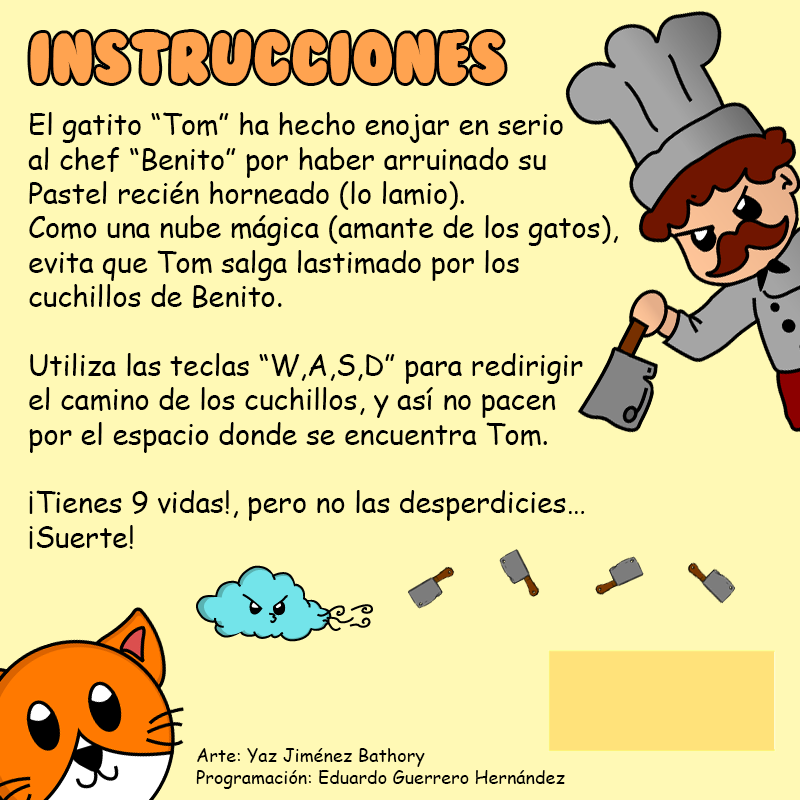 INSTRUCCIONES
El gatito “Tom” ha hecho enojar en serio
al chef “Benito” por haber arruinado su
Pastel recién horneado (lo lamio).
Como una nube mágica (amante de los gatos),
evita que Tom salga lastimado por los
cuchillos de Benito.
Utiliza las teclas “W,A,S,D” para redirigir
el camino de los cuchillos, y así no pacen
por el espacio donde se encuentra Tom.
¡Tienes 9 vidas!, pero no las desperdicies...
¡Suerte!
Arte: Yaz Jiménez Bathory
Programación: Eduardo Guerrero Hernández